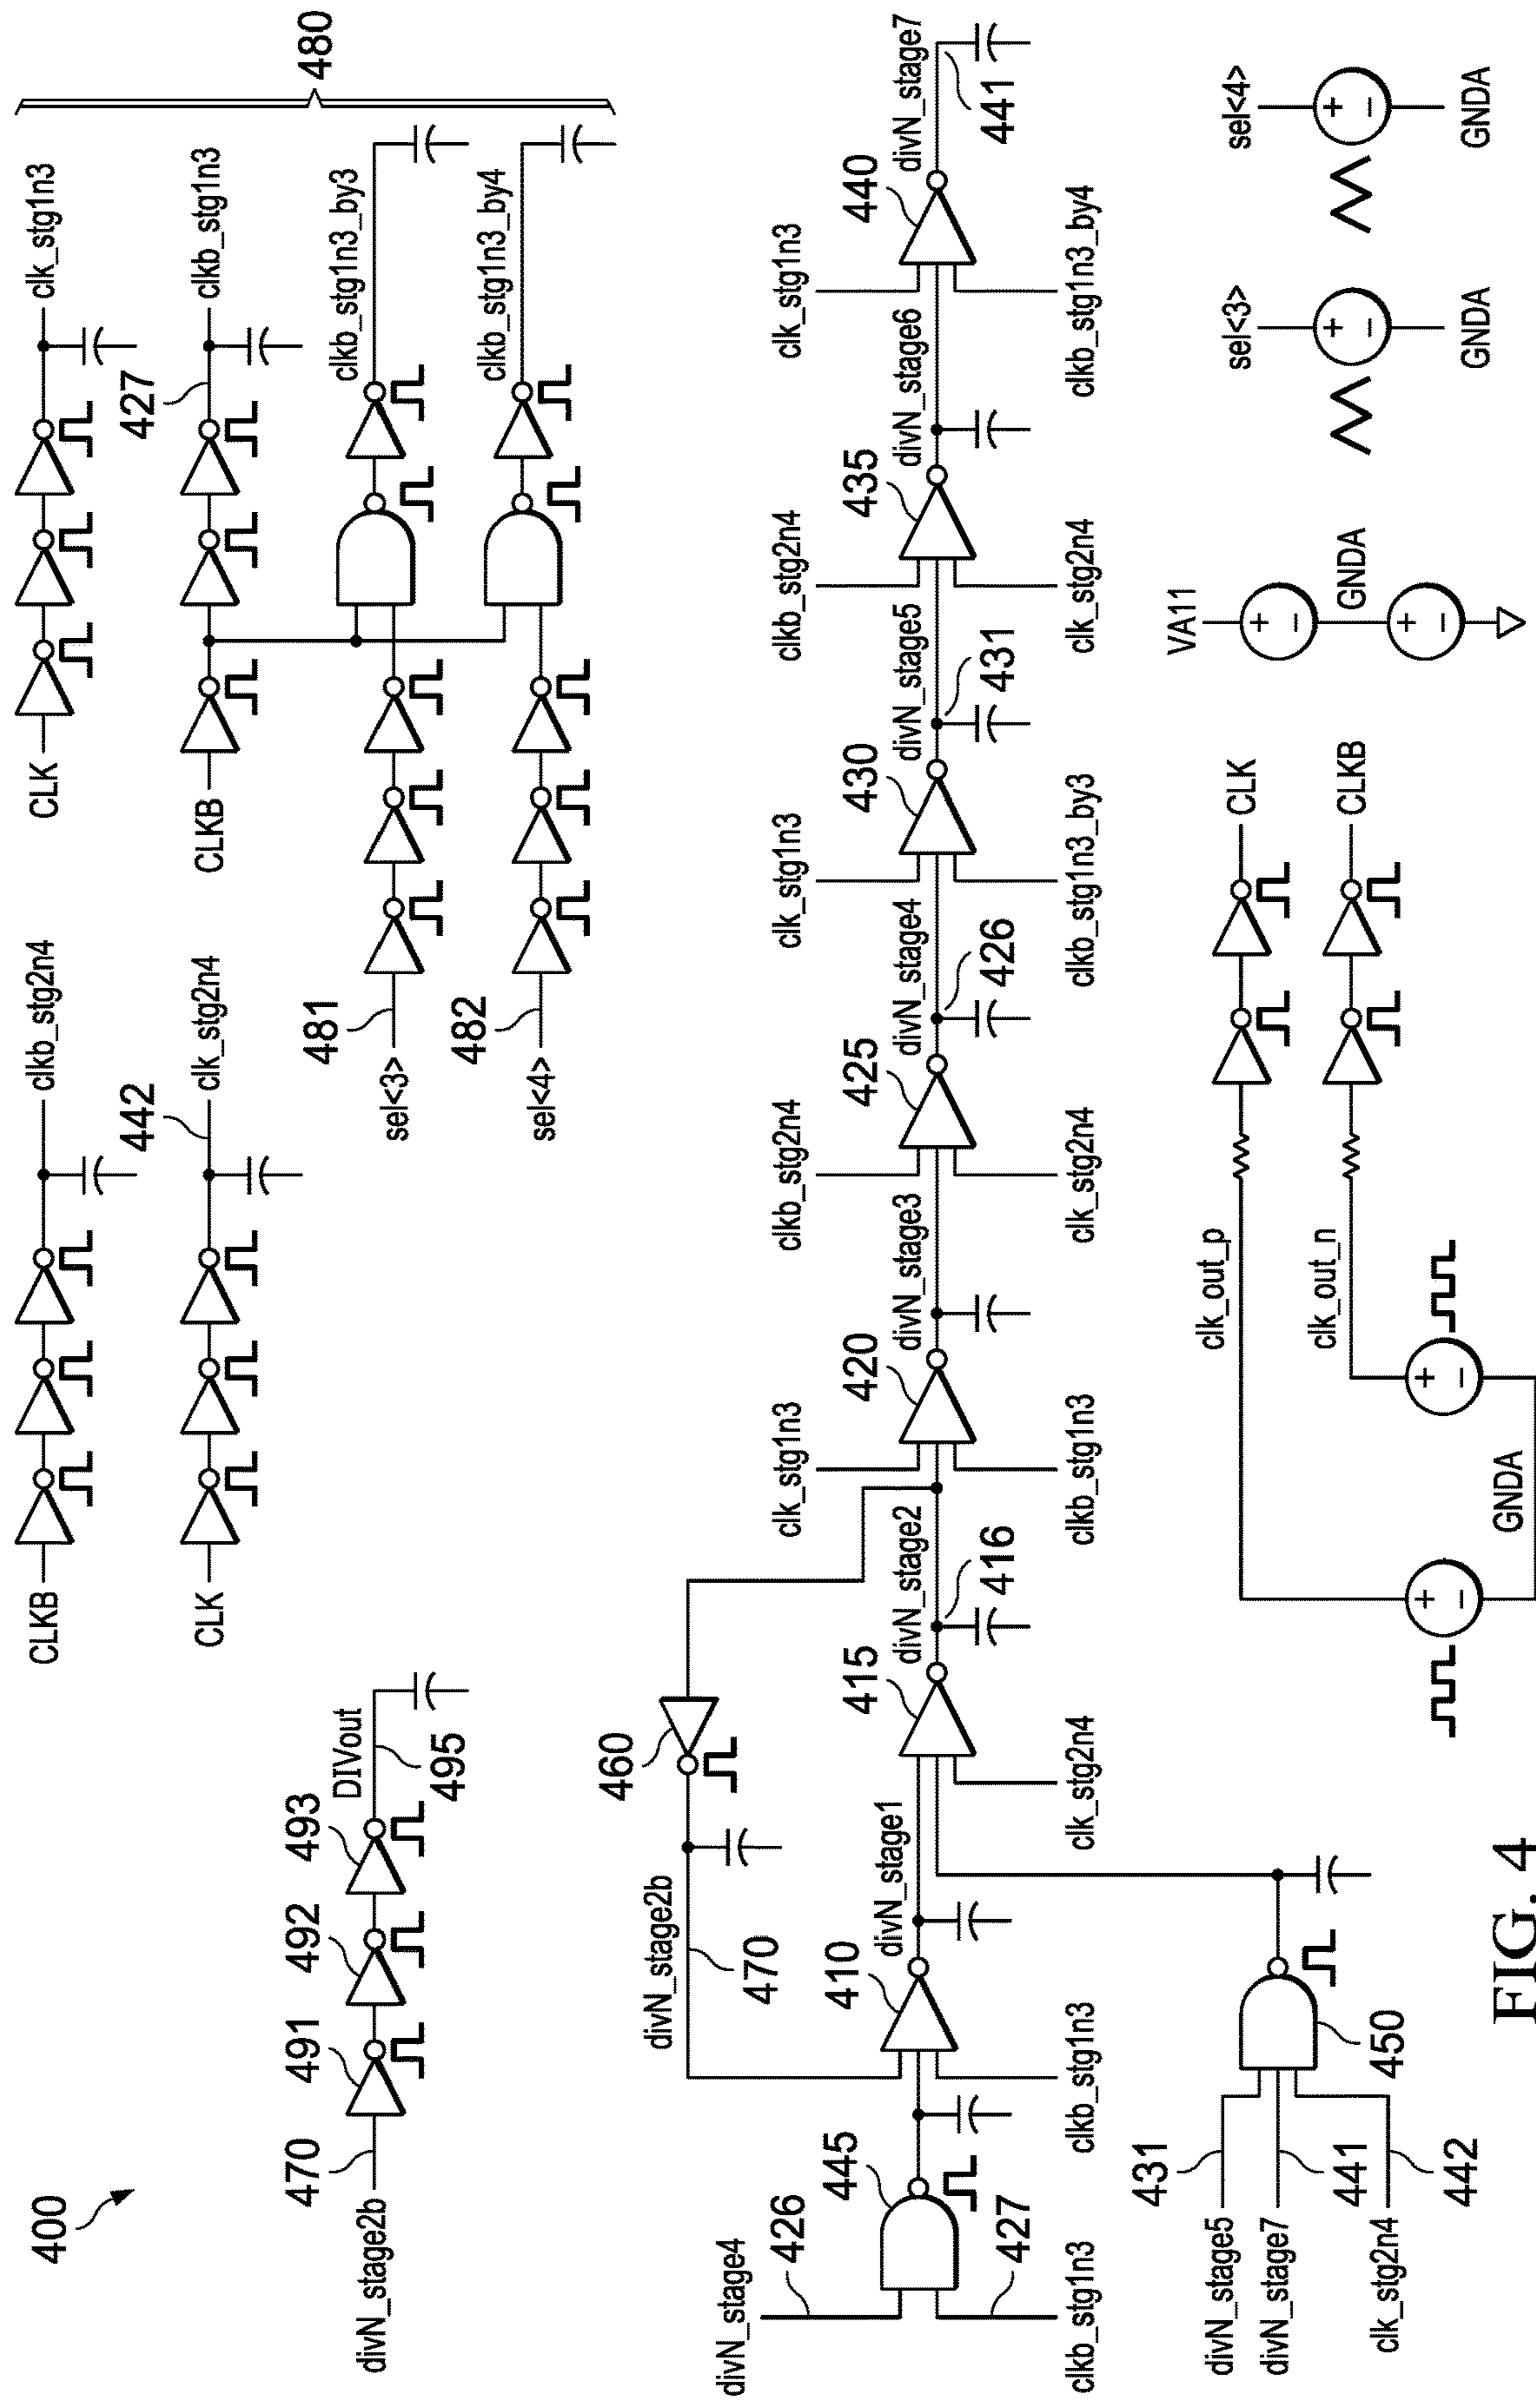 400
divN_stage2b
470
491
492
493
DIVout
495
CLKB
clkb_stg2n4
CLK
442
clk_stg2n4
CLK
clk_stg1n3
CLKB
427
clkb_stg1n3
481
sel<3>
clkb_stg1n3_by3
482
sel<4>
clkb_stg1n3_by4
480
divN_stage2b
470
460
divN_stage4
426
445
427
clkb_stg1n3
410
clkb_stg1n3
divN_stage1
415
clk_stg2n4
divN_stage2
416
clk_stg1n3
420
clkb_stg1n3
divN_stage3
clkb_stg2n4
425
clk_stg2n4
divN_stage4
426
clk_stg1n3
430
clkb_stg1n3_by3
divN_stage5
431
clkb_stg2n4
435
clk_stg2n4
divN_stage6
clk_stg1n3
440
clkb_stg1n3_by4
divN_stage7
441
divN_stage5
431
divN_stage7
441
clk_stg2n4
442
450
clk_out_p
CLK
clk_out_n
CLKB
+
−
+
−
GNDA
VA11
+
−
GNDA
+
−
sel<3>
+
−
GNDA
sel<4>
+
−
GNDA
FIG. 4